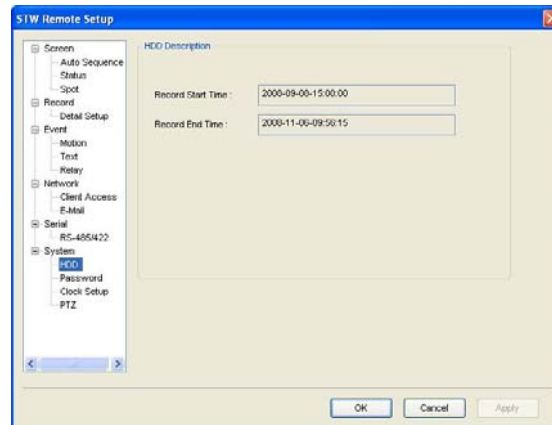 STW Remote Setup
Screen
Auto Sequence
Status
Spot
Record
Detail Setup
Event
Motion
Text
Relay
Network
Client Access
E-Mail
Serial
RS-485/422
System
HDD
Password
Clock Setup
PTZ
HDD Description
Record Start Time :
2008-09-08-15:00:00
Record End Time :
2008-11-06-09:58:15
OK
Cancel
Apply